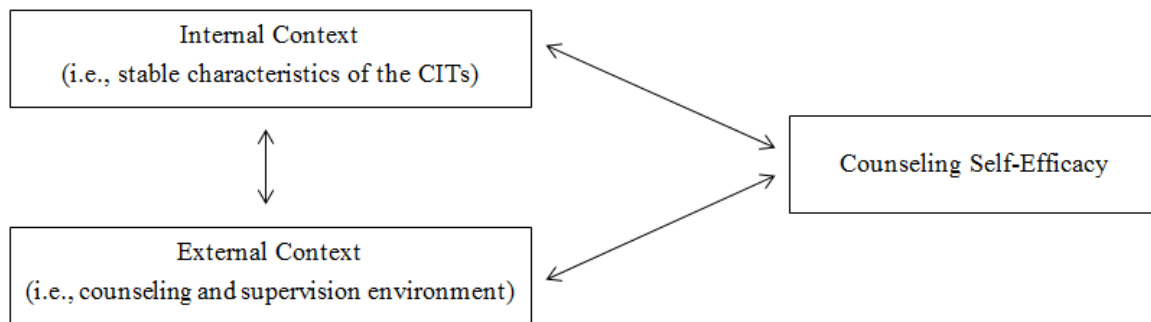 Internal Context
(i.e., stable characteristics of the CITs)
Counseling Self-Efficacy
External Context
(i.e., counseling and supervision environment)